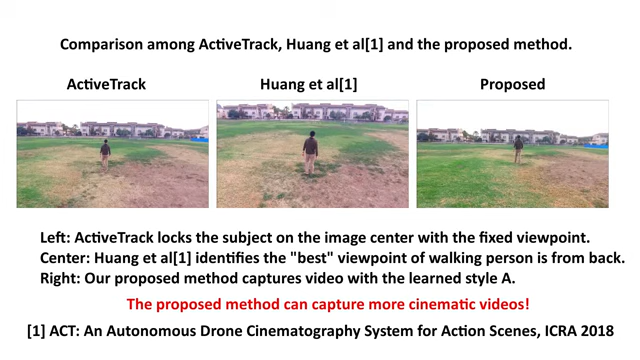 Comparison among ActiveTrack, Huang et al[1] and the proposed method.
ActiveTrack
Huang et al[1]
Proposed
Left: ActiveTrack locks the subject on the image center with the fixed viewpoint.
Center: Huang et al[1] identifies the "best" viewpoint of walking person is from back.
Right: Our proposed method captures video with the learned style A.
The proposed method can capture more cinematic videos!
[1] ACT: An Autonomous Drone Cinematography System for Action Scenes, ICRA 2018